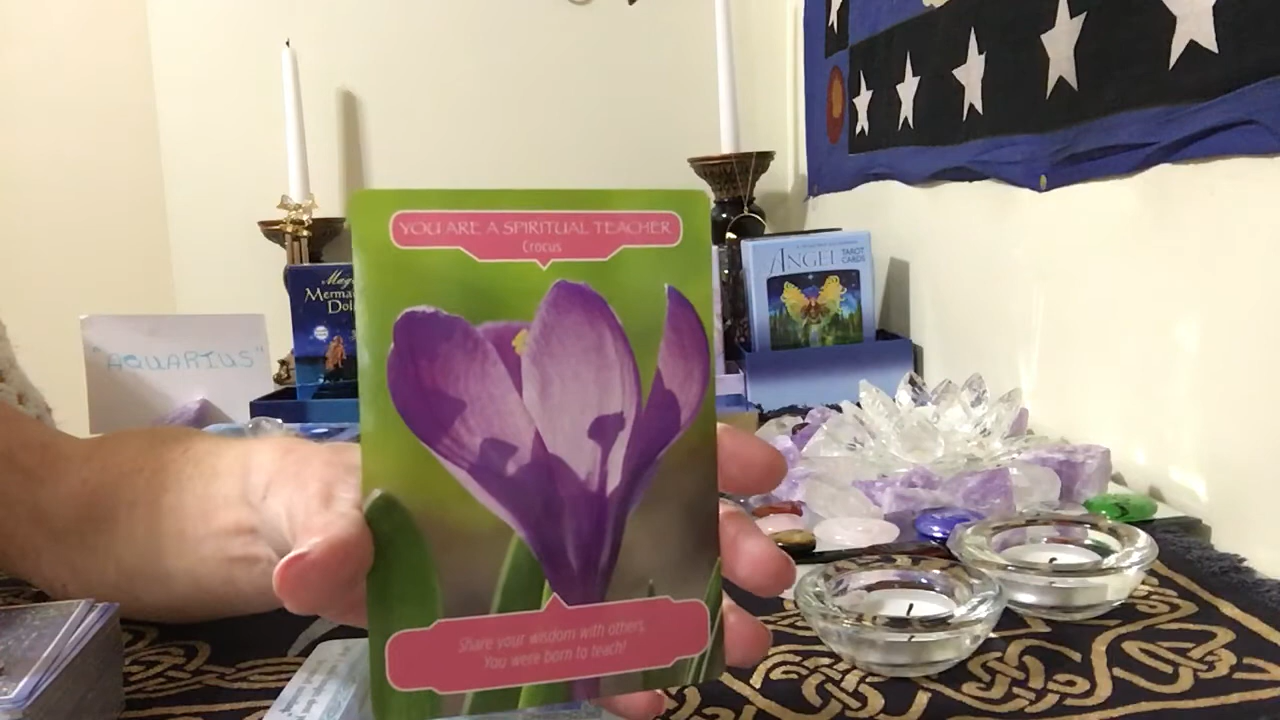 YOU ARE A SPIRITUAL TEACHER
Crocus
Share your wisdom with others.
You were born to teach!
"AQUARIUS"
ANGEL TAROT
CARDS